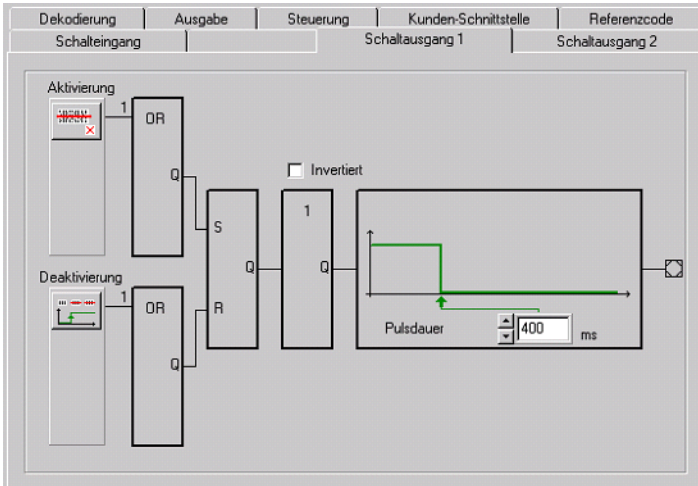 Dekodierung Ausgabe Steuerung Kunden-Schnittstelle Referenzcode
Schalteingang Schaltausgang 1 Schaltausgang 2
Aktivierung
1
OR
Q
Invertiert
1
S
Q
Q
R
Deaktivierung
1
OR
Q
Pulsdauer 400 ms